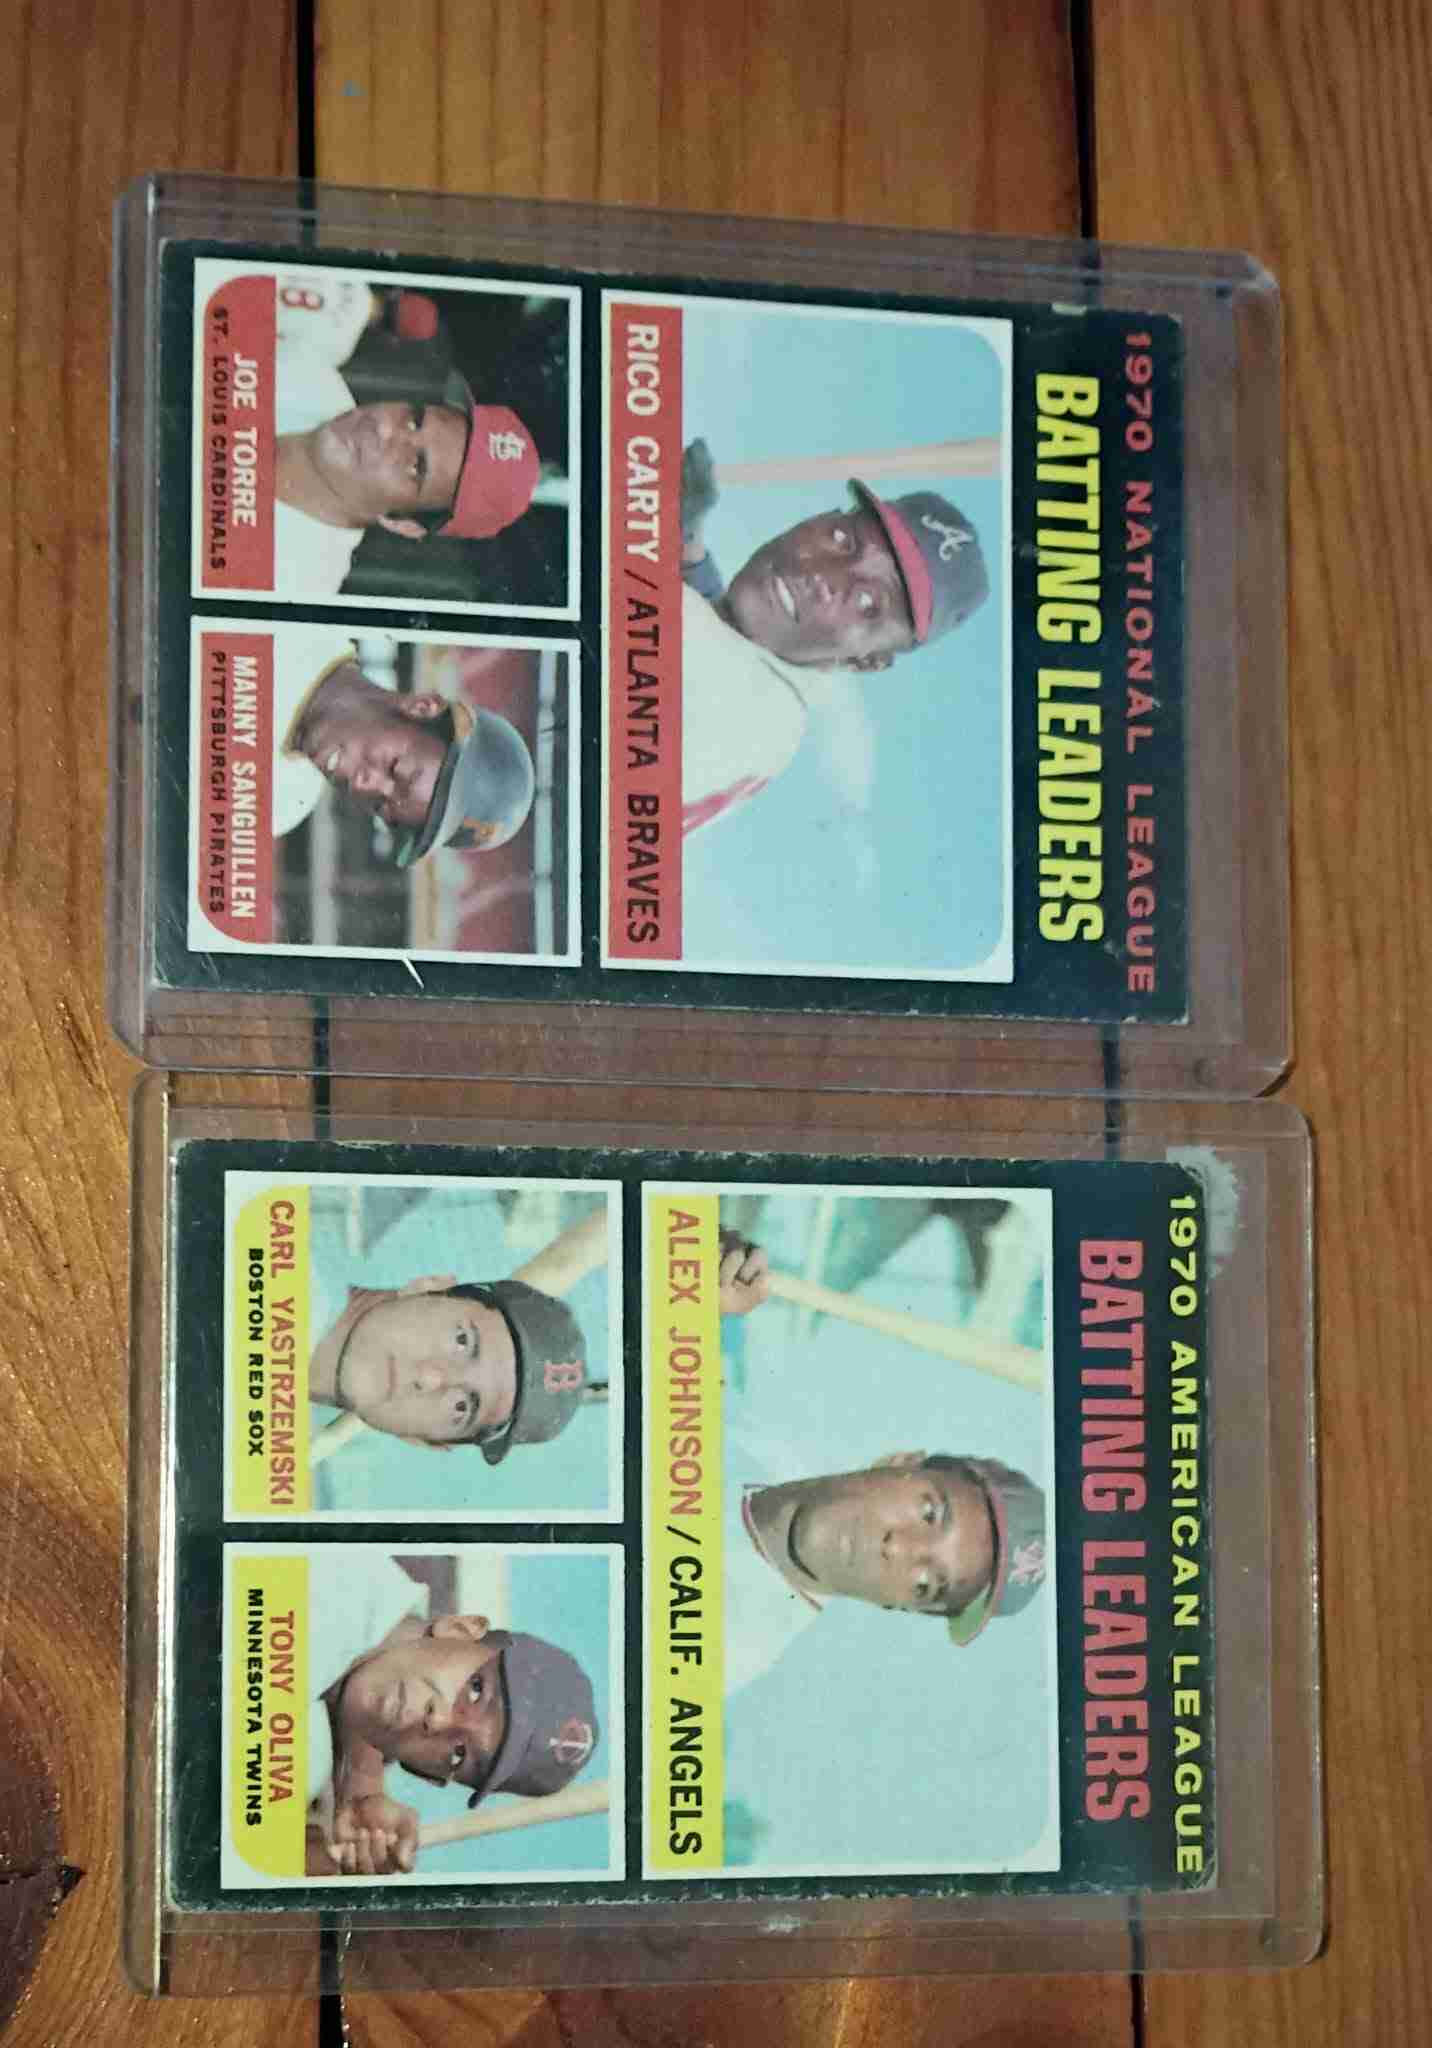 1970 NATIONAL LEAGUE
BATTING LEADERS
RICO CARTY/ATLANTA BRAVES
JOE TORRE
ST. LOUIS CARDINALS
MANNY SANGUILLEN
PITTSBURGH PIRATES
1970 AMERICAN LEAGUE
BATTING LEADERS
ALEX JOHNSON/CALIF. ANGELS
CARL YASTRZEMSKI
BOSTON RED SOX
TONY OLIVA
MINNESOTA TWINS